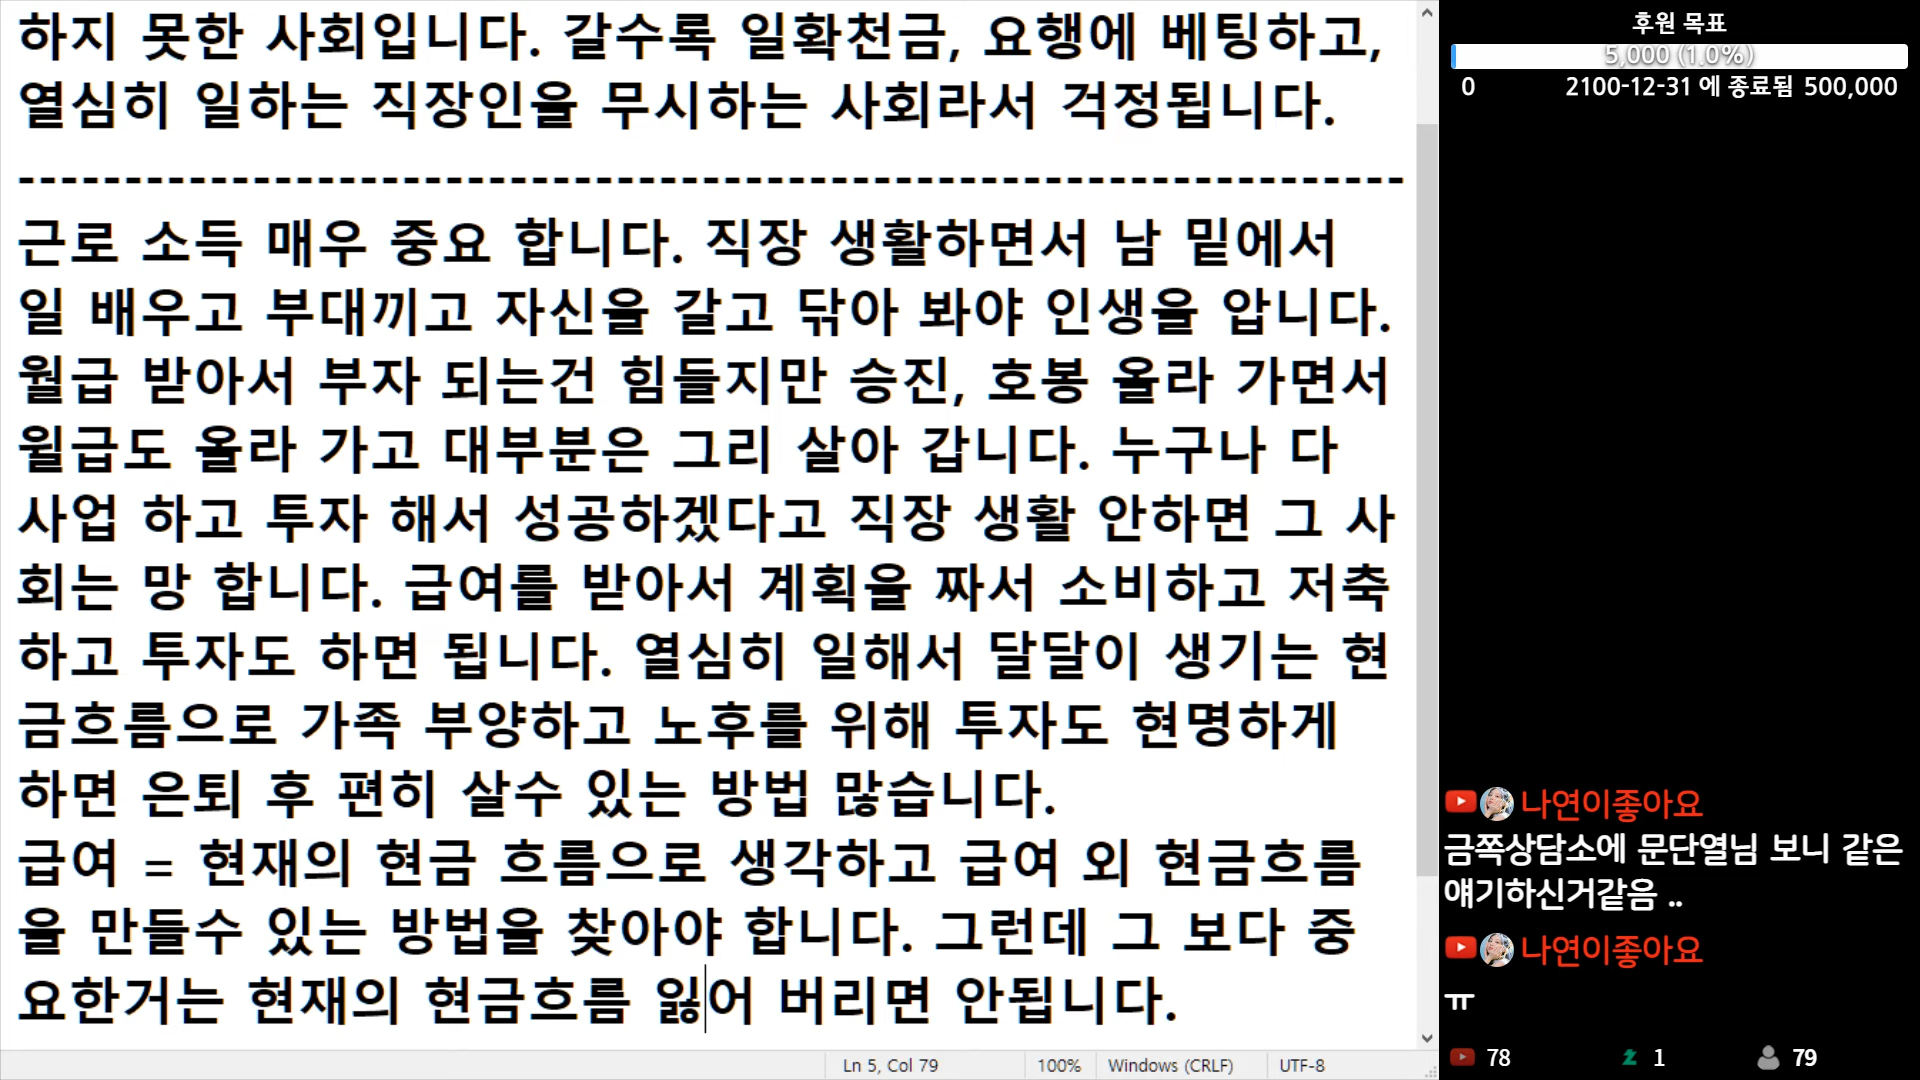 하지 못한 사회입니다. 갈수록 일확천금, 요행에 베팅하고,
열심히 일하는 직장인을 무시하는 사회라서 걱정됩니다.
-----------------------------------------------------------------
근로 소득 매우 중요 합니다. 직장 생활하면서 남 밑에서
일 배우고 부대끼고 자신을 갈고 닦아 봐야 인생을 압니다.
월급 받아서 부자 되는건 힘들지만 승진, 호봉 올라 가면서
월급도 올라 가고 대부분은 그리 살아 갑니다. 누구나 다
사업 하고 투자 해서 성공하겠다고 직장 생활 안하면 그 사
회는 망 합니다. 급여를 받아서 계획을 짜서 소비하고 저축
하고 투자도 하면 됩니다. 열심히 일해서 달달이 생기는 현
금흐름으로 가족 부양하고 노후를 위해 투자도 현명하게
하면 은퇴 후 편히 살수 있는 방법 많습니다.
급여 = 현재의 현금 흐름으로 생각하고 급여 외 현금흐름
을 만들수 있는 방법을 찾아야 합니다. 그런데 그 보다 중
요한거는 현재의 현금흐름 잃어 버리면 안됩니다.
Ln 5, Col 79
100%
Windows (CRLF)
UTF-8
후원 목표
5,000 (1.0%)
0 2100-12-31 에 종료됨 500,000
나연이좋아요
금쪽상담소에 문단열님 보니 같은
얘기하신거같음 ..
나연이좋아요
ㅠ
78 1 79